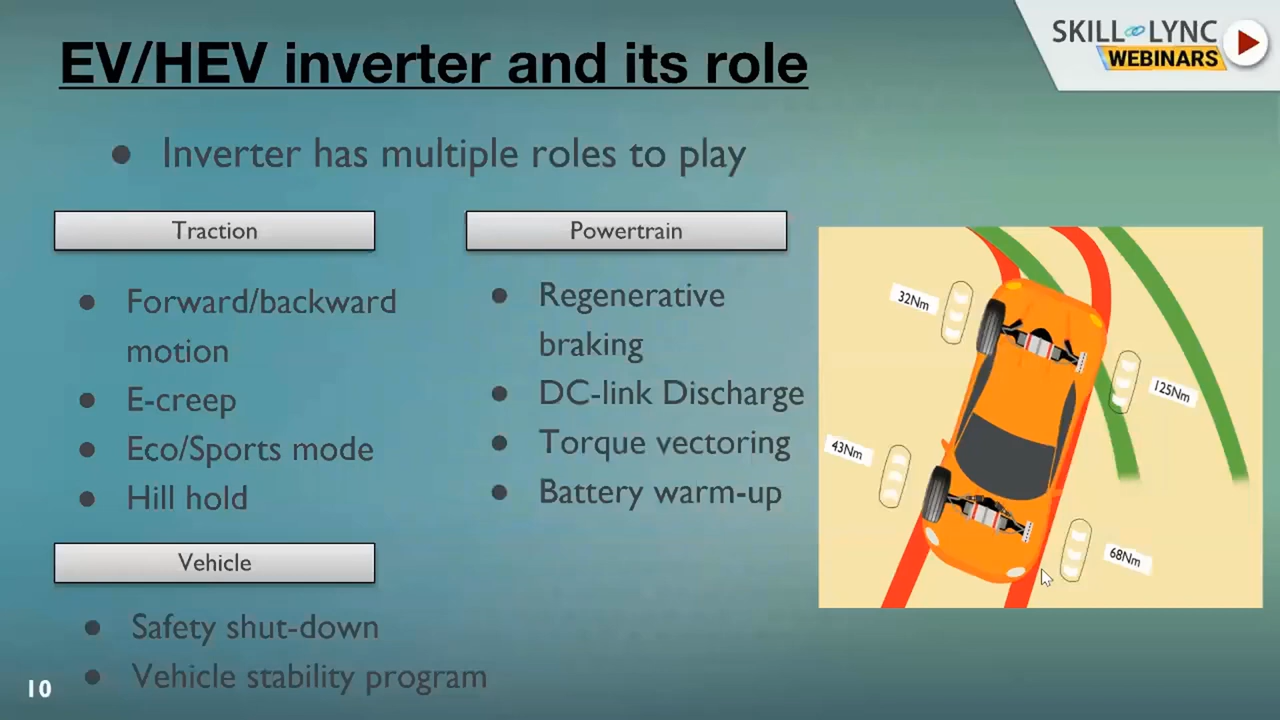 EV/HEV inverter and its role
SKILL LYNC
WEBINARS
● Inverter has multiple roles to play
Traction
● Forward/backward
motion
● E-creep
● Eco/Sports mode
● Hill hold
Powertrain
● Regenerative
braking
● DC-link Discharge
● Torque vectoring
● Battery warm-up
32Nm
125Nm
43Nm
68Nm
Vehicle
● Safety shut-down
● Vehicle stability program
10